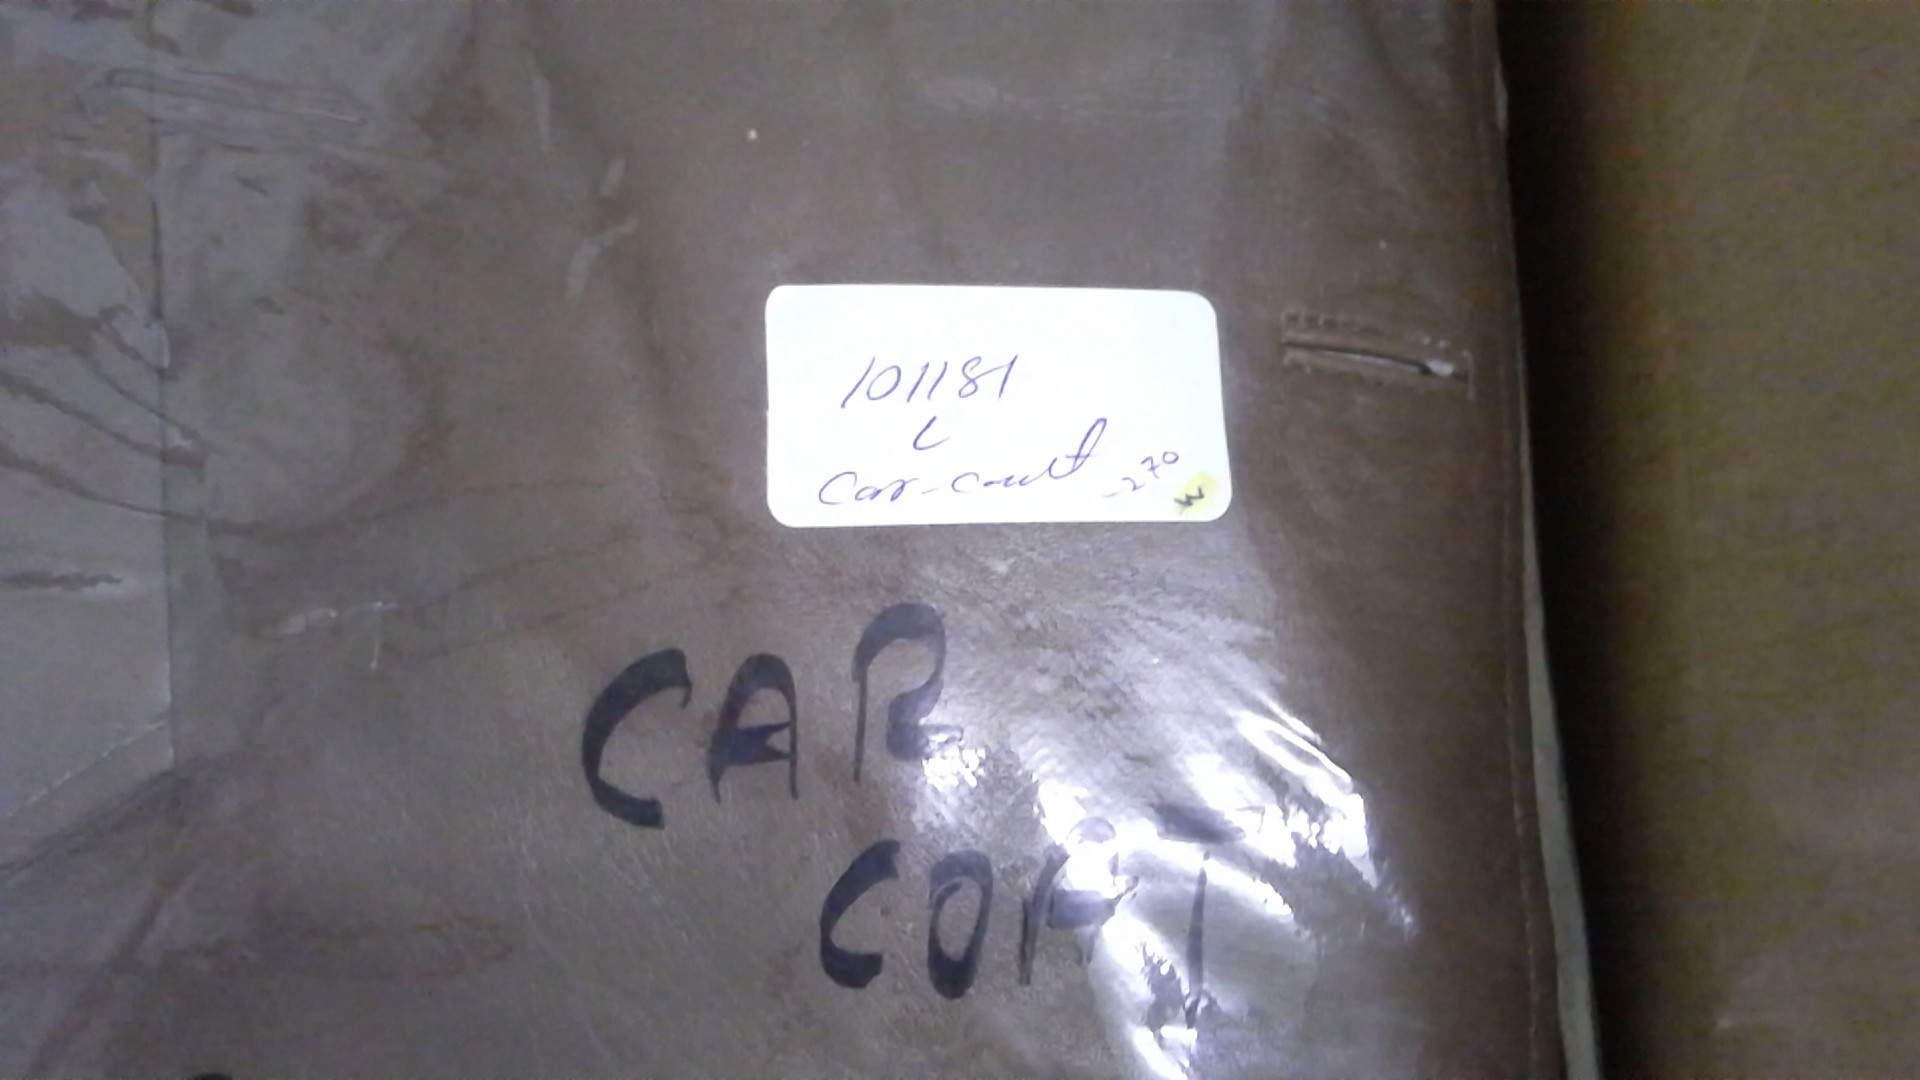 101181
L
Car-Coat -270
W
CAR
COAT